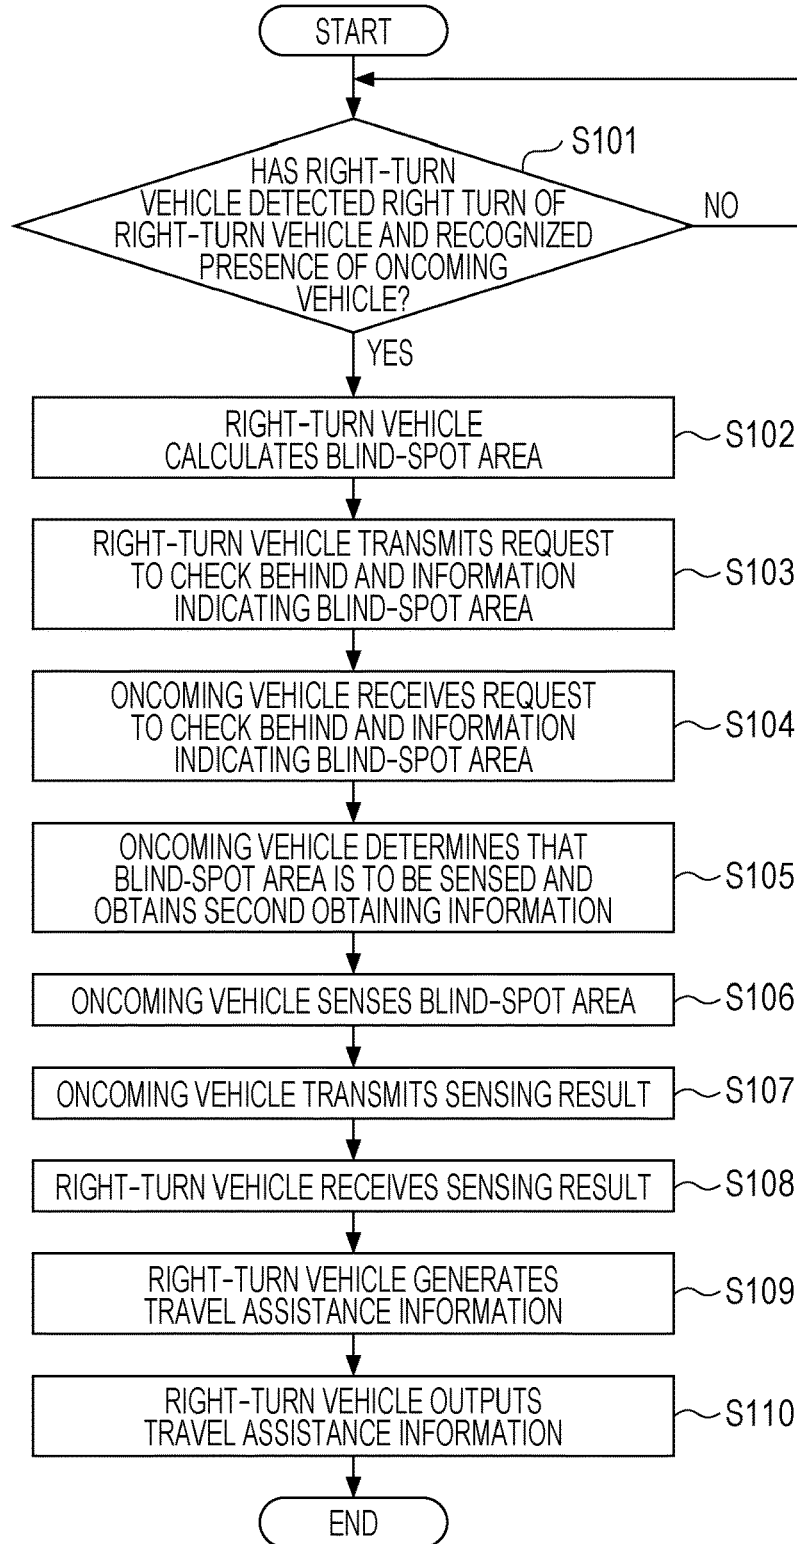 START
S101
HAS RIGHT-TURN
VEHICLE DETECTED RIGHT TURN OF
RIGHT-TURN VEHICLE AND RECOGNIZED
PRESENCE OF ONCOMING
VEHICLE?
NO
YES
RIGHT-TURN VEHICLE
CALCULATES BLIND-SPOT AREA
S102
RIGHT-TURN VEHICLE TRANSMITS REQUEST
TO CHECK BEHIND AND INFORMATION
INDICATING BLIND-SPOT AREA
S103
ONCOMING VEHICLE RECEIVES REQUEST
TO CHECK BEHIND AND INFORMATION
INDICATING BLIND-SPOT AREA
S104
ONCOMING VEHICLE DETERMINES THAT
BLIND-SPOT AREA IS TO BE SENSED AND
OBTAINS SECOND OBTAINING INFORMATION
S105
ONCOMING VEHICLE SENSES BLIND-SPOT AREA
S106
ONCOMING VEHICLE TRANSMITS SENSING RESULT
S107
RIGHT-TURN VEHICLE RECEIVES SENSING RESULT
S108
RIGHT-TURN VEHICLE GENERATES
TRAVEL ASSISTANCE INFORMATION
S109
RIGHT-TURN VEHICLE OUTPUTS
TRAVEL ASSISTANCE INFORMATION
S110
END